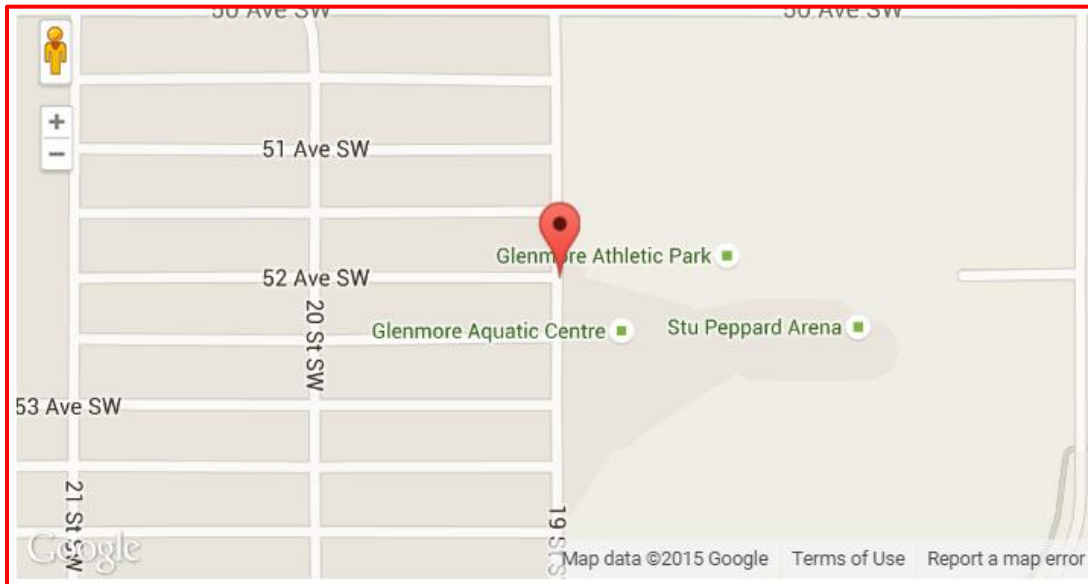 50 Ave SW
50 Ave SW
+
51 Ave SW
−
Glenmore Athletic Park
52 Ave SW
20 St SW
Glenmore Aquatic Centre
Stu Peppard Arena
53 Ave SW
21 St SW
19 St S
Google
Map data ©2015 Google
Terms of Use
Report a map error